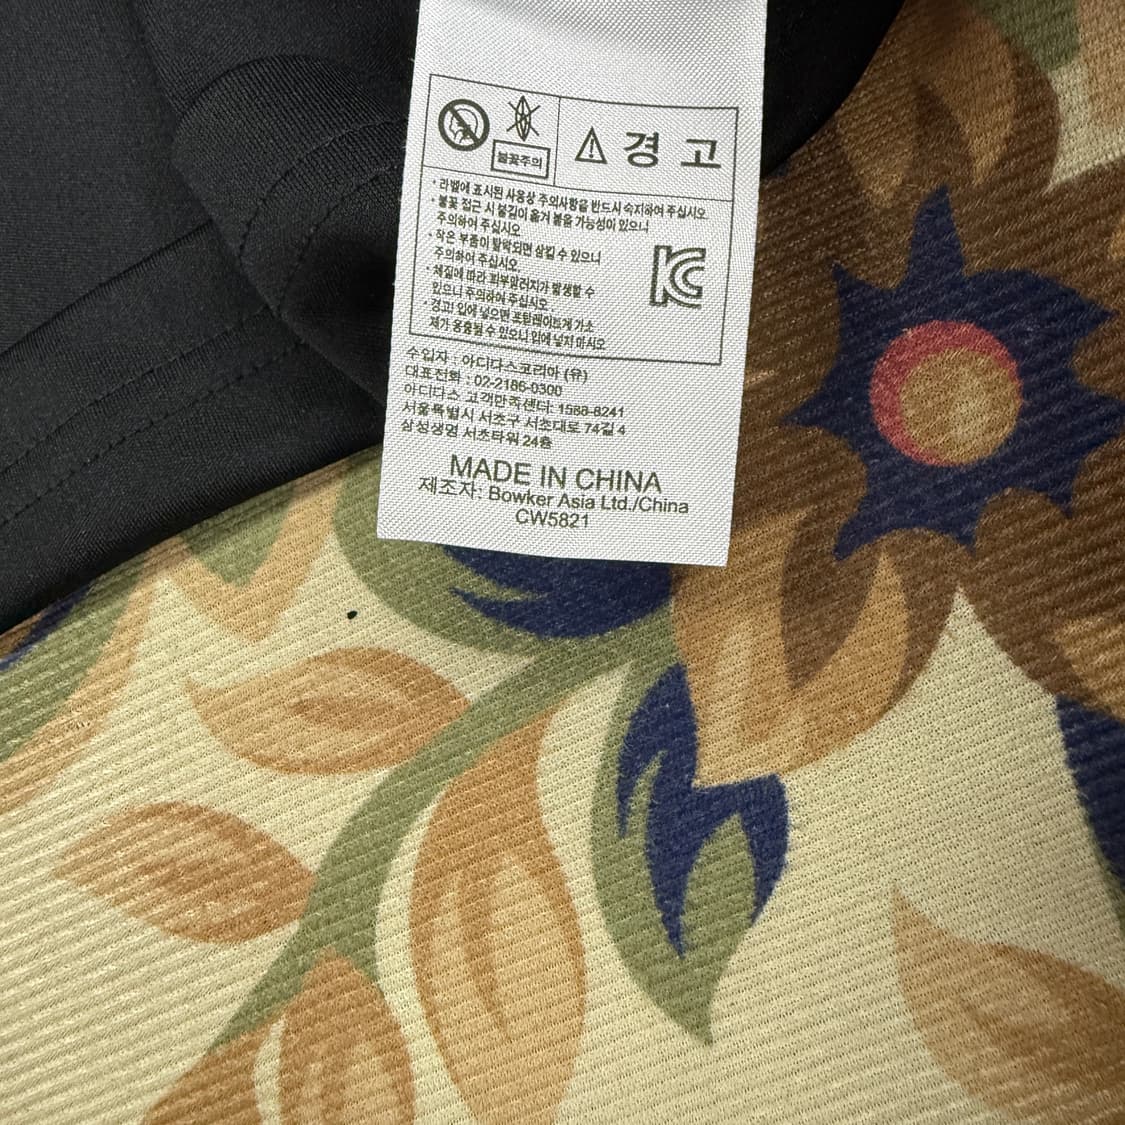 불꽃주의
경고
· 라벨에 표시된 사용상 주의사항을 반드시 숙지하여 주십시오
· 불꽃 접근 시 불길이 옮겨 붙을 가능성이 있으니
주의하여 주십시오
· 작은 부품이 탈락되면 삼킬 수 있으니
주의하여 주십시오.
· 체질에 따라 피부알러지가 발생할 수
있으니 주의하여 주십시오
· 경고! 입에 넣으면 프탈레이트계 가소
제가 용출될 수 있으니 입에 넣지 마시오
KC
수입자 : 아디다스코리아 (유)
대표전화 : 02-2186-0300
아디다스 고객만족센터: 1588-8241
서울특별시 서초구 서초대로 74길 4
삼성생명 서초타워 24층
MADE IN CHINA
제조자: Bowker Asia Ltd./China
CW5821